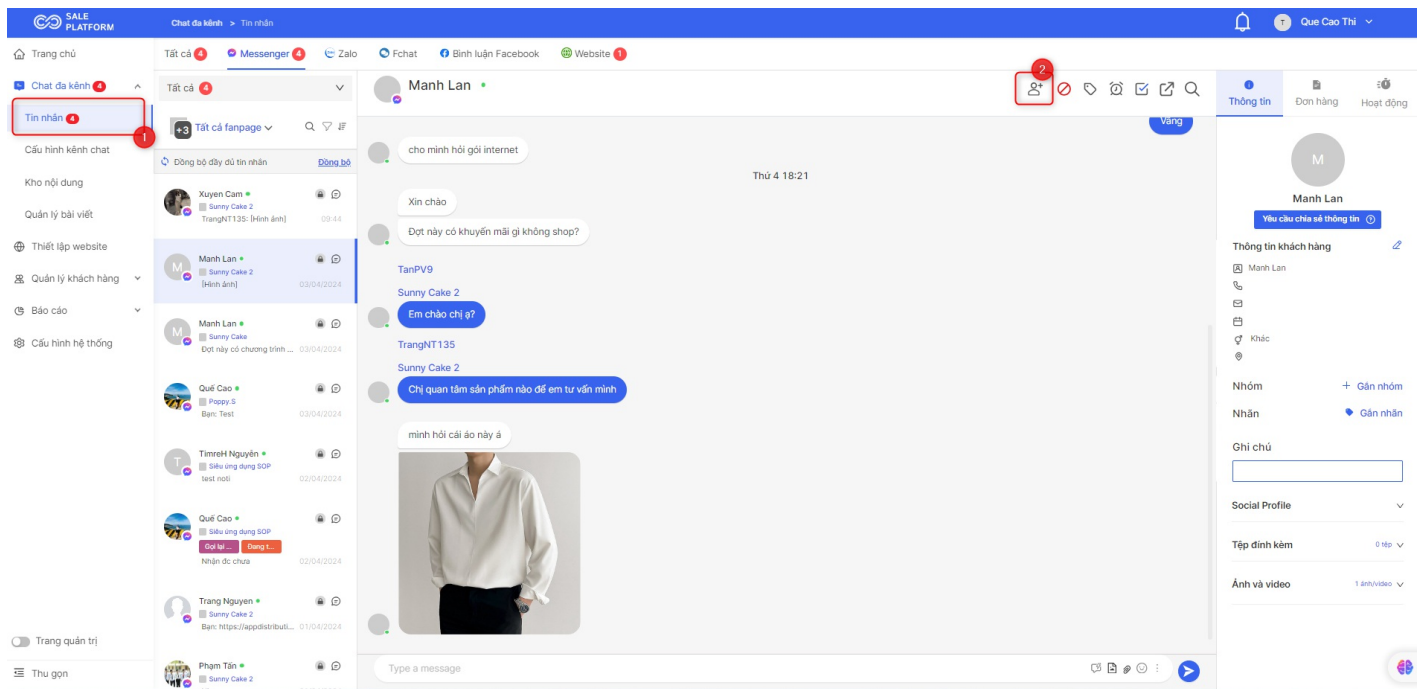 SALE
PLATFORM
Chat đa kênh > Tin nhắn
T
Que Cao Thi
Trang chủ
Chat đa kênh 4
Tin nhắn 4
1
Cấu hình kênh chat
Kho nội dung
Quản lý bài viết
Thiết lập website
Quản lý khách hàng
Báo cáo
Cấu hình hệ thống
Trang quản trị
Thu gọn
Tất cả 4
Messenger 4
Zalo
Fchat
Bình luận Facebook
Website 1
Tất cả 4
+3 Tất cả fanpage
Đồng bộ đầy đủ tin nhắn Đồng bộ
Xuyen Cam
Sunny Cake 2
TrangNT135: [Hình ảnh] 09:44
M
Manh Lan
Sunny Cake 2
[Hình ảnh] 03/04/2024
M
Manh Lan
Sunny Cake
Đợt này có chương trình ... 03/04/2024
Quế Cao
Poppy.S
Bạn: Test 03/04/2024
T
TimreH Nguyên
Siêu ứng dụng SOP
test noti 02/04/2024
Quế Cao
Siêu ứng dụng SOP
Gọi lại ... Đang t...
Nhận đc chưa 02/04/2024
Trang Nguyen
Sunny Cake 2
Bạn: https://appdistributi... 01/04/2024
Phạm Tấn
Sunny Cake 2
Manh Lan
2
Vâng
cho mình hỏi gói internet
Thứ 4 18:21
Xin chào
Đợt này có khuyến mãi gì không shop?
TanPV9
Sunny Cake 2
Em chào chị ạ?
TrangNT135
Sunny Cake 2
Chị quan tâm sản phẩm nào để em tư vấn mình
mình hỏi cái áo này á
Type a message
Thông tin
Đơn hàng
Hoạt động
M
Manh Lan
Yêu cầu chia sẻ thông tin
Thông tin khách hàng
Manh Lan
Khác
Nhóm + Gán nhóm
Nhãn Gán nhãn
Ghi chú
Social Profile
Tệp đính kèm 0 tệp
Ảnh và video 1 ảnh/video